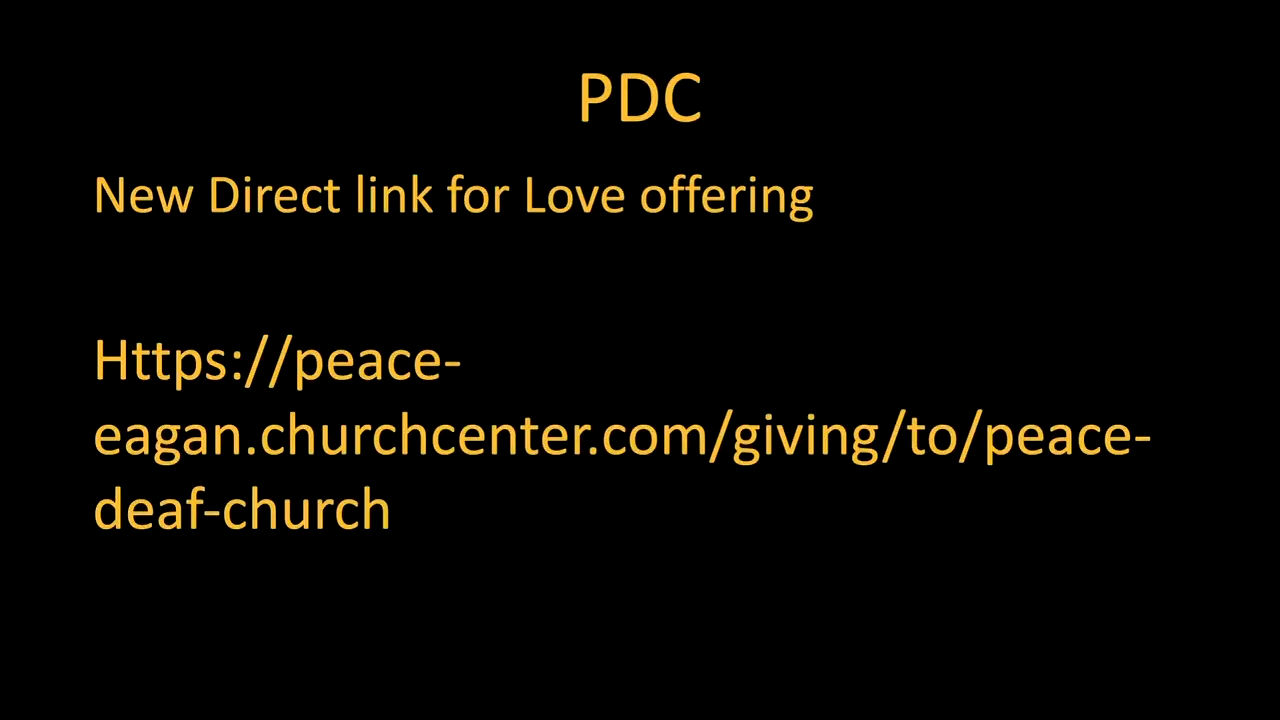 PDC
New Direct link for Love offering
Https://peace-
eagan.churchcenter.com/giving/to/peace-
deaf-church